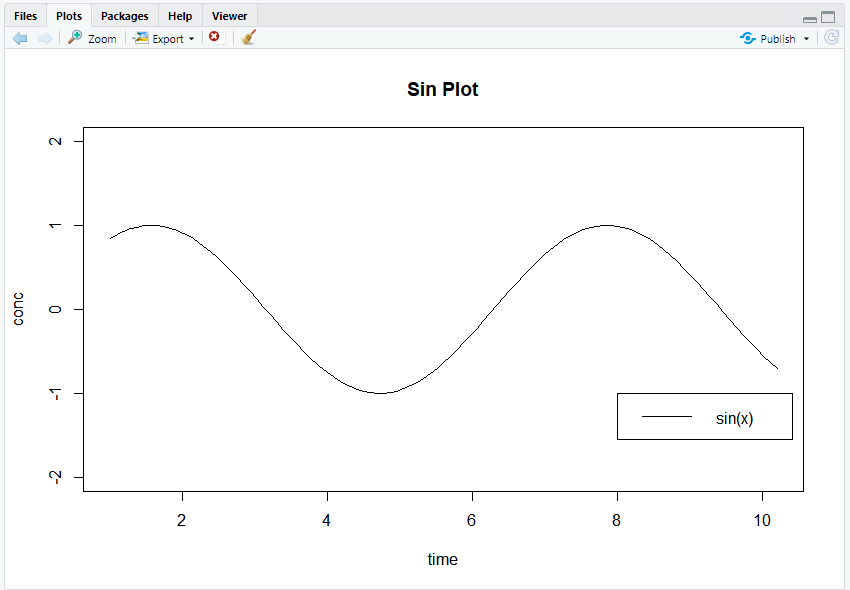 Files Plots Packages Help Viewer
Zoom Export Publish
Sin Plot
2
1
0
-1
-2
conc
sin(x)
2 4 6 8 10
time